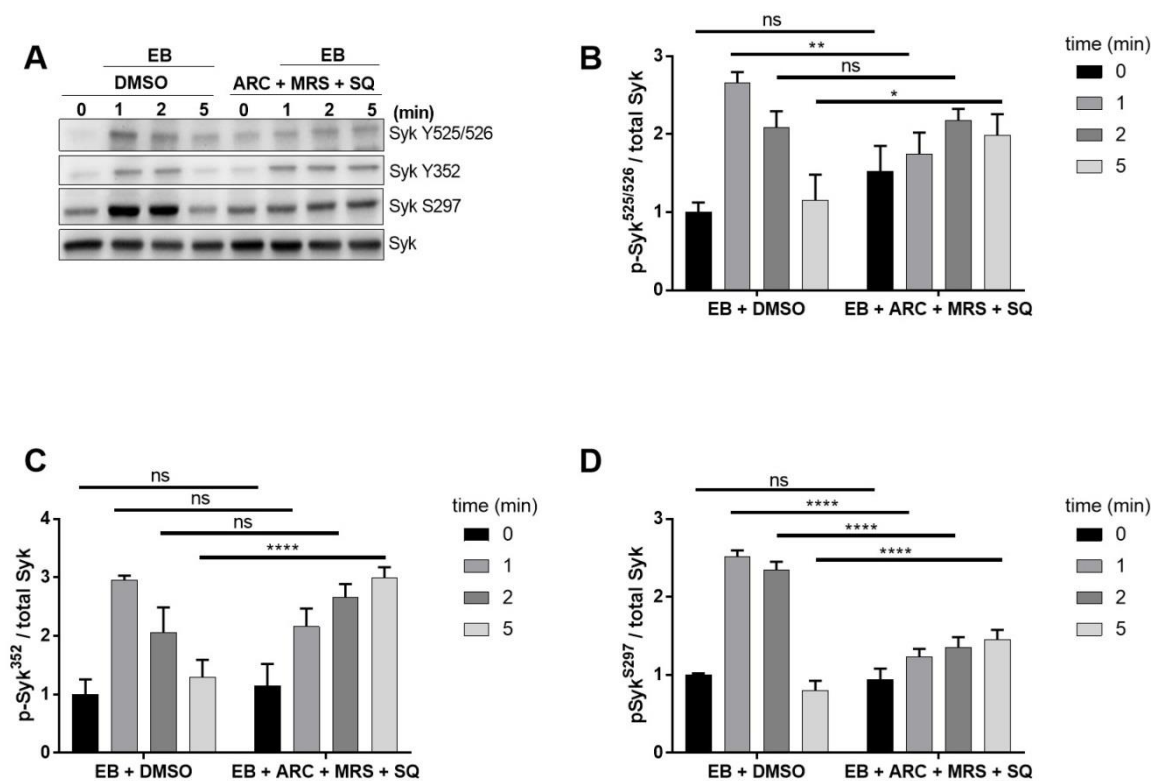 A
EB EB
DMSO ARC + MRS + SQ
0 1 2 5 0 1 2 5 (min)
Syk Y525/526
Syk Y352
Syk S297
Syk
B
ns
**
ns
*
p-Syk525/526 / total Syk
3
2
1
0
EB + DMSO EB + ARC + MRS + SQ
time (min)
0
1
2
5
C
ns
ns
ns
****
p-Syk352 / total Syk
4
3
2
1
0
EB + DMSO EB + ARC + MRS + SQ
time (min)
0
1
2
5
D
ns
****
****
****
pSykS297 / total Syk
3
2
1
0
EB + DMSO EB + ARC + MRS + SQ
time (min)
0
1
2
5